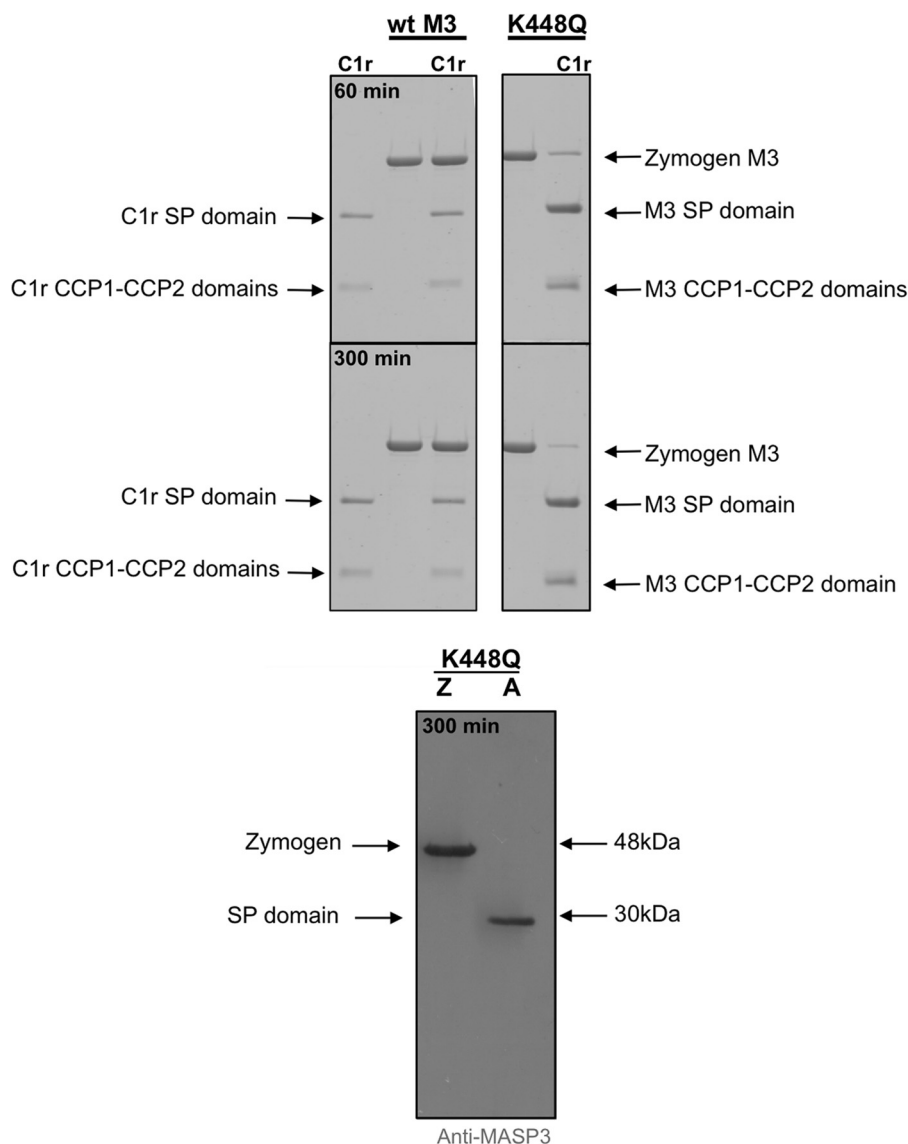 wt M3 K448Q
C1r C1r C1r
60 min
Zymogen M3
C1r SP domain M3 SP domain
C1r CCP1-CCP2 domains M3 CCP1-CCP2 domains
300 min
Zymogen M3
C1r SP domain M3 SP domain
C1r CCP1-CCP2 domains M3 CCP1-CCP2 domain
K448Q
Z A
300 min
Zymogen 48kDa
SP domain 30kDa
Anti-MASP3